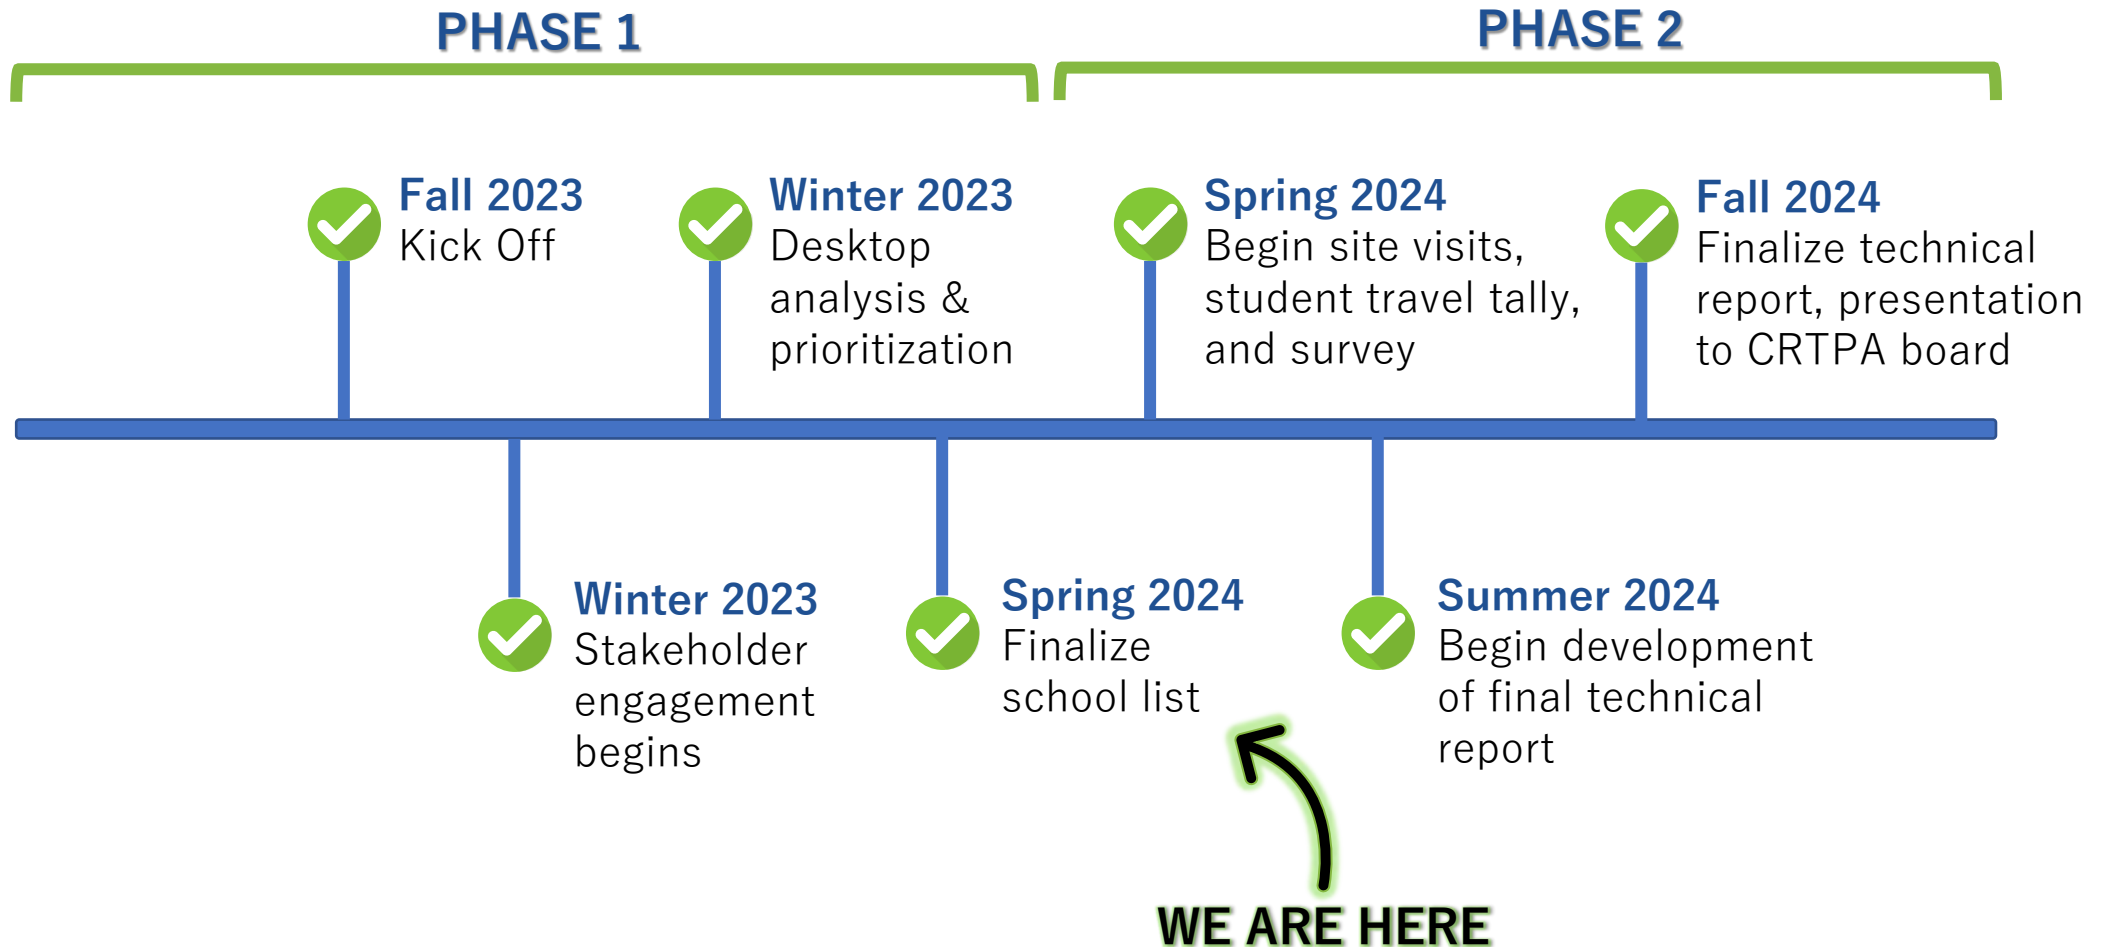 PHASE 1
PHASE 2
Fall 2023
Kick Off
Winter 2023
Desktop
analysis &
prioritization
Spring 2024
Begin site visits,
student travel tally,
and survey
Fall 2024
Finalize technical
report, presentation
to CRTPA board
Winter 2023
Stakeholder
engagement
begins
Spring 2024
Finalize
school list
Summer 2024
Begin development
of final technical
report
WE ARE HERE